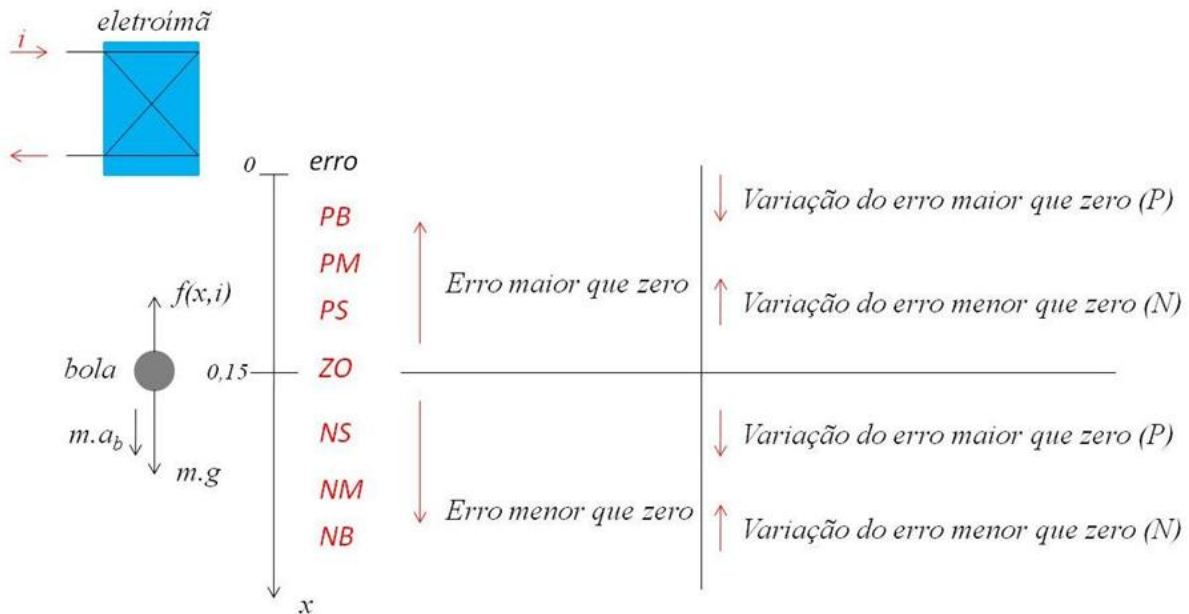 eletroímã
i
0 erro
PB
PM
PS
ZO
NS
NM
NB
f(x,i)
bola
0,15
m.a_b
m.g
x
Erro maior que zero
Erro menor que zero
Variação do erro maior que zero (P)
Variação do erro menor que zero (N)
Variação do erro maior que zero (P)
Variação do erro menor que zero (N)